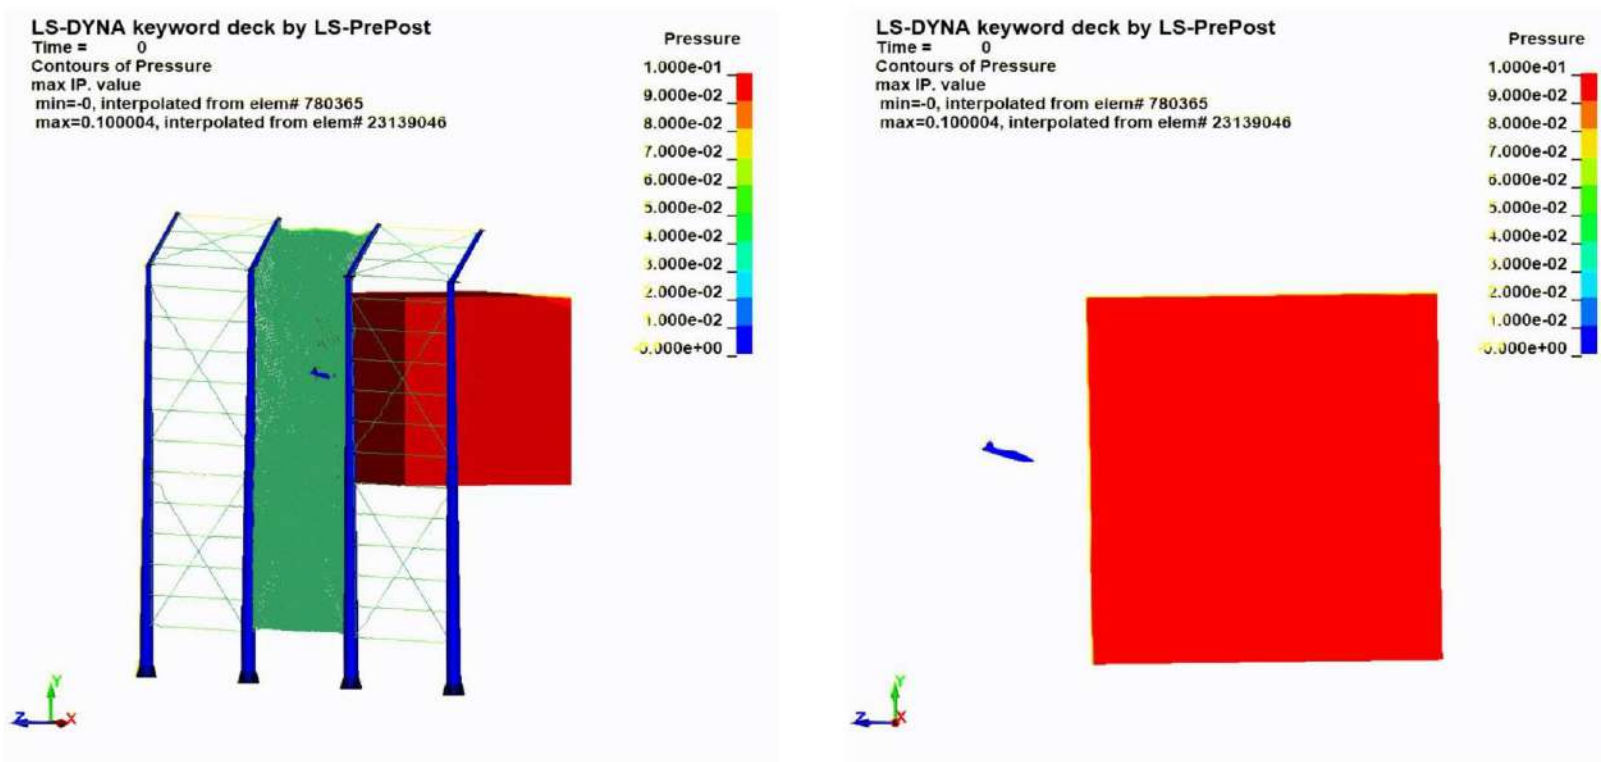 LS-DYNA keyword deck by LS-PrePost
Time = 0
Contours of Pressure
max IP. value
min=-0, interpolated from elem# 780365
max=0.100004, interpolated from elem# 23139046
Pressure
1.000e-01
9.000e-02
8.000e-02
7.000e-02
6.000e-02
5.000e-02
4.000e-02
3.000e-02
2.000e-02
1.000e-02
-0.000e+00
Y
Z
X
LS-DYNA keyword deck by LS-PrePost
Time = 0
Contours of Pressure
max IP. value
min=-0, interpolated from elem# 780365
max=0.100004, interpolated from elem# 23139046
Pressure
1.000e-01
9.000e-02
8.000e-02
7.000e-02
6.000e-02
5.000e-02
4.000e-02
3.000e-02
2.000e-02
1.000e-02
-0.000e+00
Y
Z
X